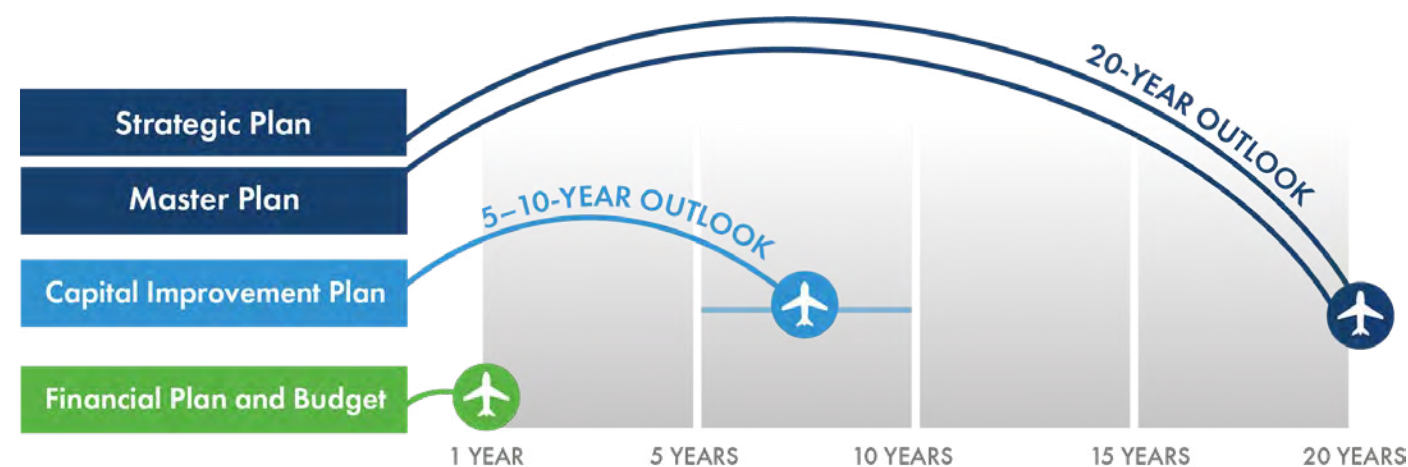 Strategic Plan
Master Plan
Capital Improvement Plan
Financial Plan and Budget
20-YEAR OUTLOOK
5–10-YEAR OUTLOOK
1 YEAR
5 YEARS
10 YEARS
15 YEARS
20 YEARS